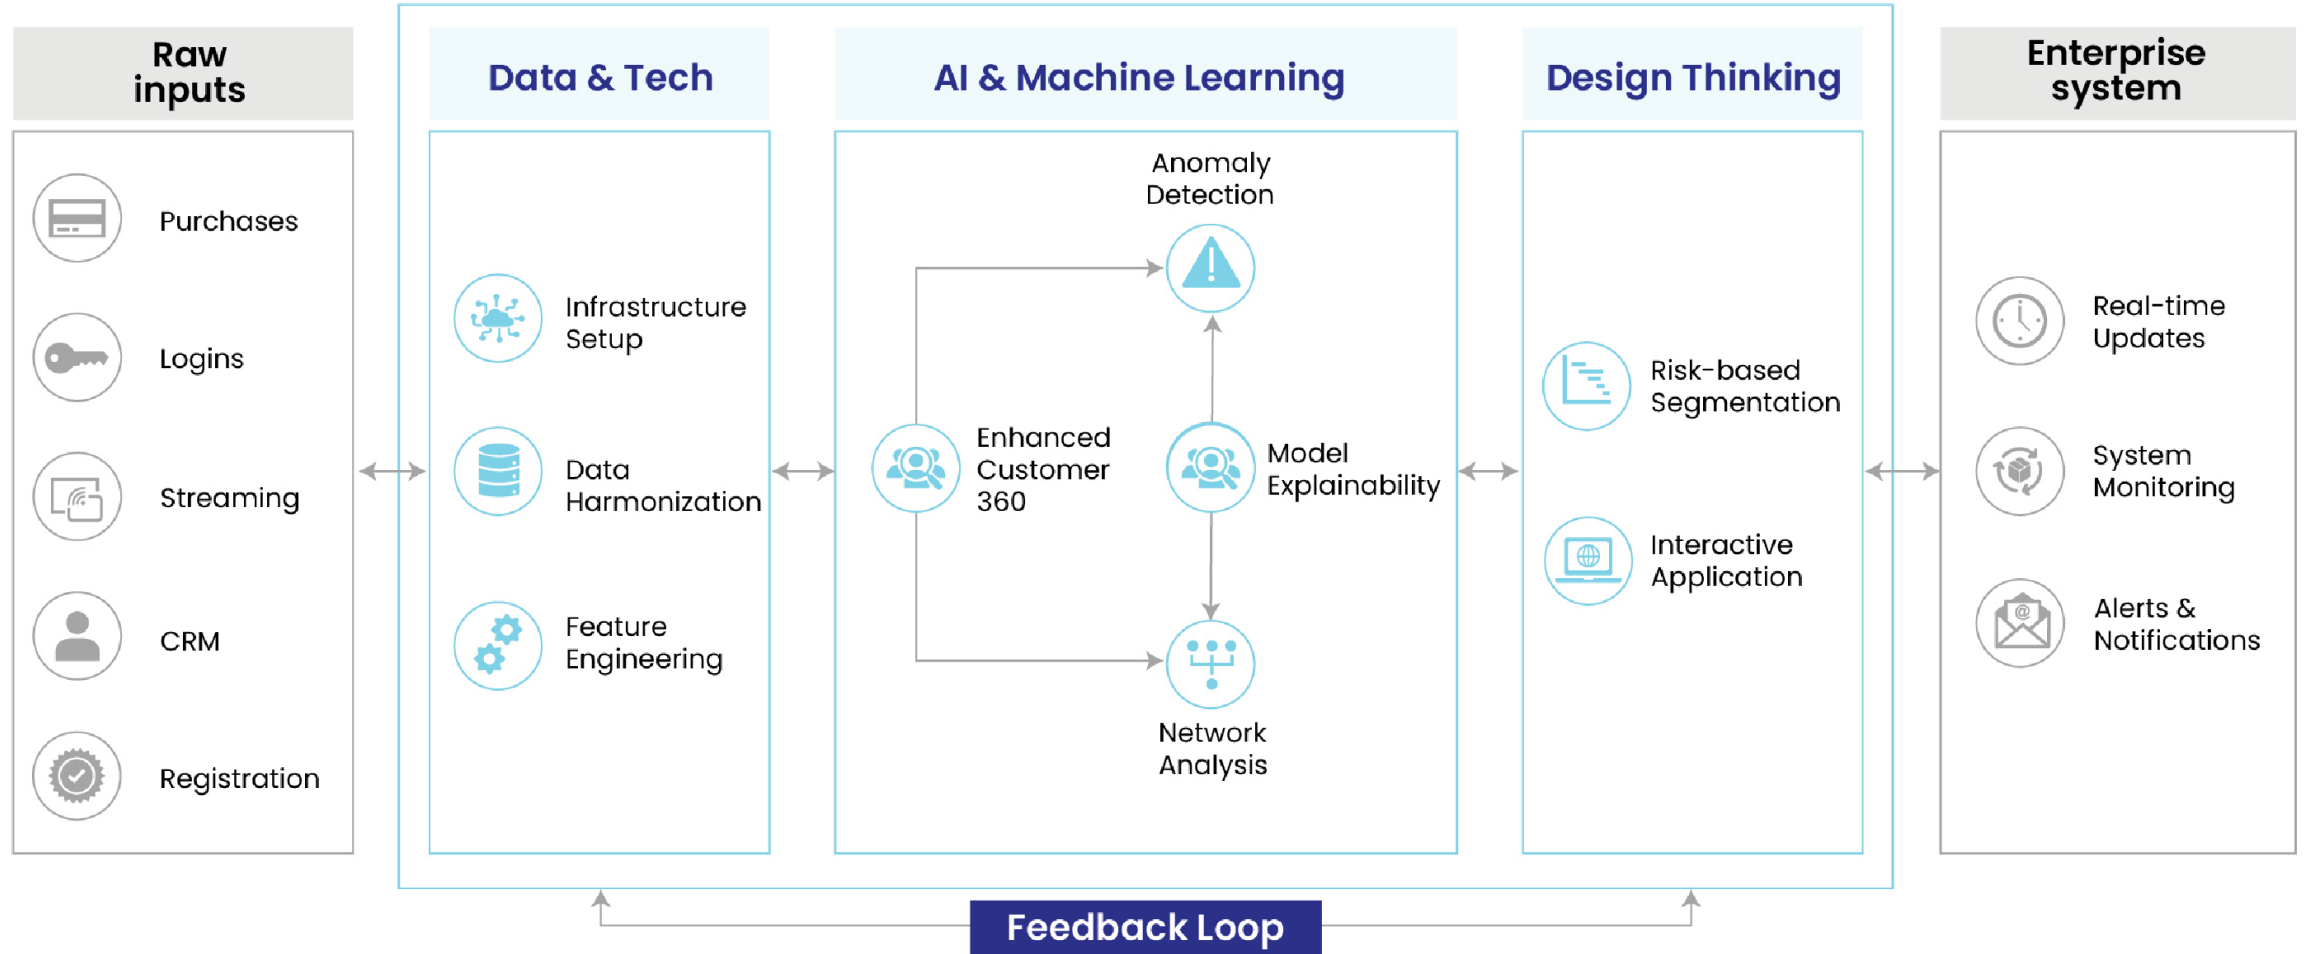 Raw
inputs
Purchases
Logins
Streaming
CRM
Registration
Data & Tech
Infrastructure
Setup
Data
Harmonization
Feature
Engineering
AI & Machine Learning
Anomaly
Detection
Enhanced
Customer
360
Model
Explainability
Network
Analysis
Design Thinking
Risk-based
Segmentation
Interactive
Application
Enterprise
system
Real-time
Updates
System
Monitoring
@
Alerts &
Notifications
Feedback Loop